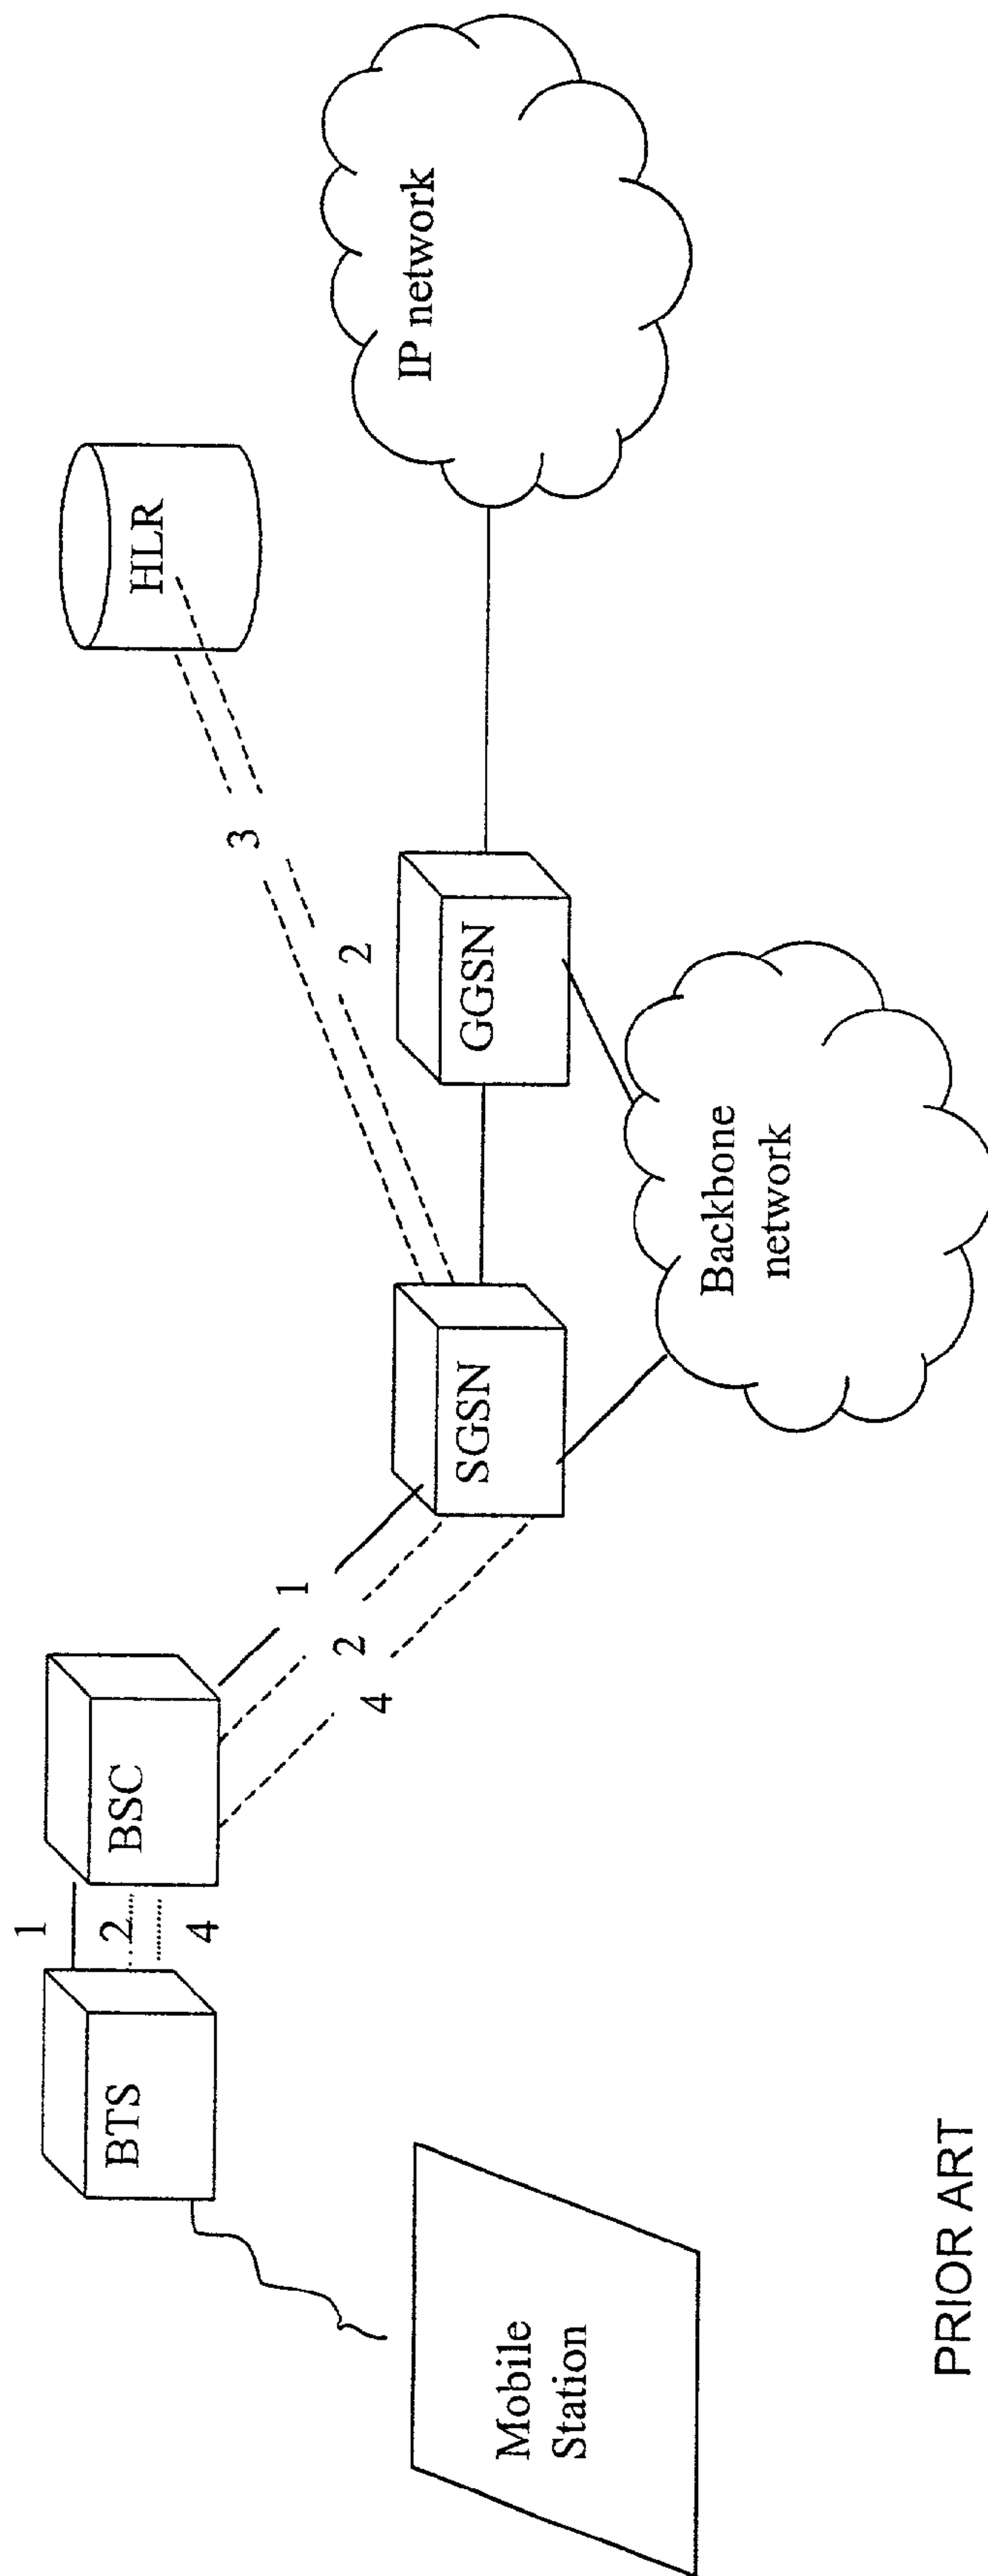 1
BTS
2
4
BSC
1
2
4
SGSN
3
2
GGSN
HLR
IP network
Backbone
network
Mobile
Station
PRIOR ART